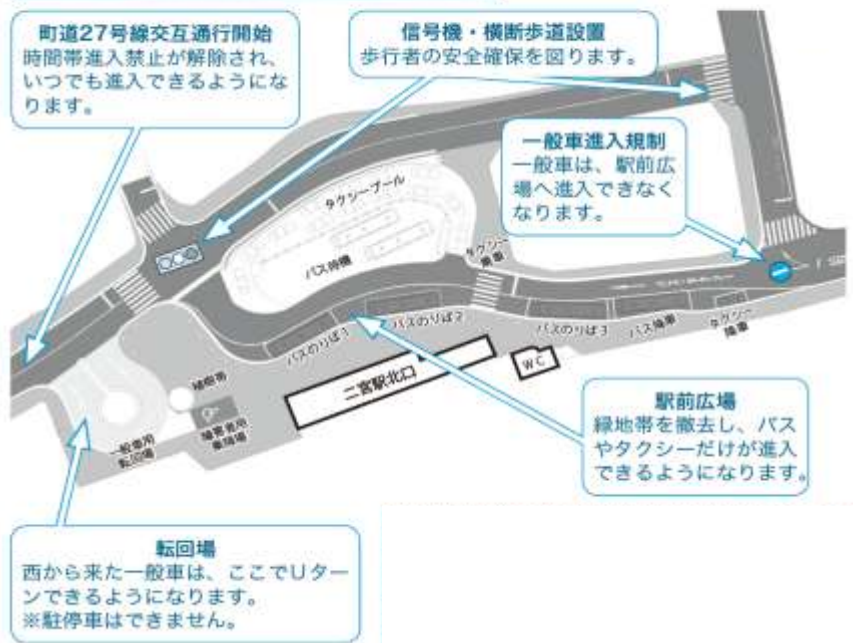 町道27号線交互通行開始
時間帯進入禁止が解除され、
いつでも進入できるようにな
ります。
信号機・横断歩道設置
歩行者の安全確保を図ります。
一般車進入規制
一般車は、駅前広
場へ進入できなく
なります。
タクシープール
バス待機
タクシー
乗車
バスのりば1
バスのりば2
バスのりば3
バス降車
タクシー
降車
二宮駅北口
WC
植樹帯
障害者用
乗降場
一般車用
転回場
駅前広場
緑地帯を撤去し、バス
やタクシーだけが進入
できるようになります。
転回場
西から来た一般車は、ここでUター
ンできるようになります。
※駐停車はできません。